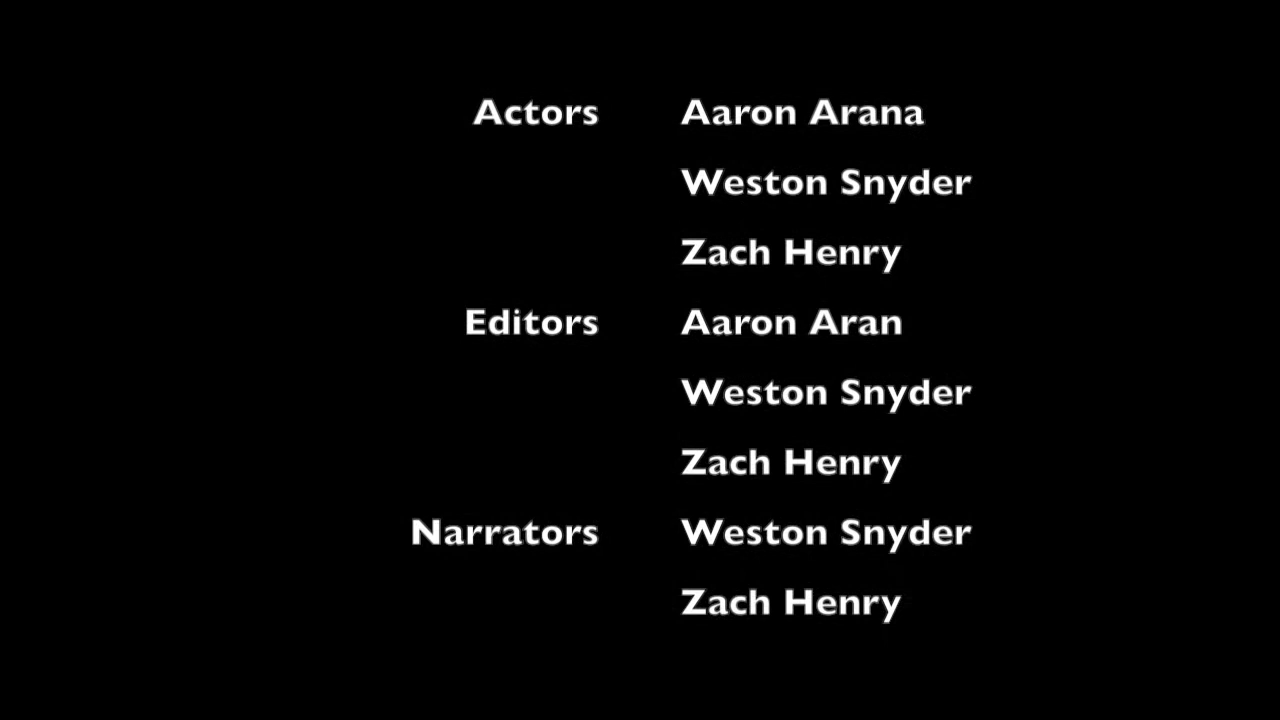 Actors Aaron Arana
Weston Snyder
Zach Henry
Editors Aaron Aran
Weston Snyder
Zach Henry
Narrators Weston Snyder
Zach Henry